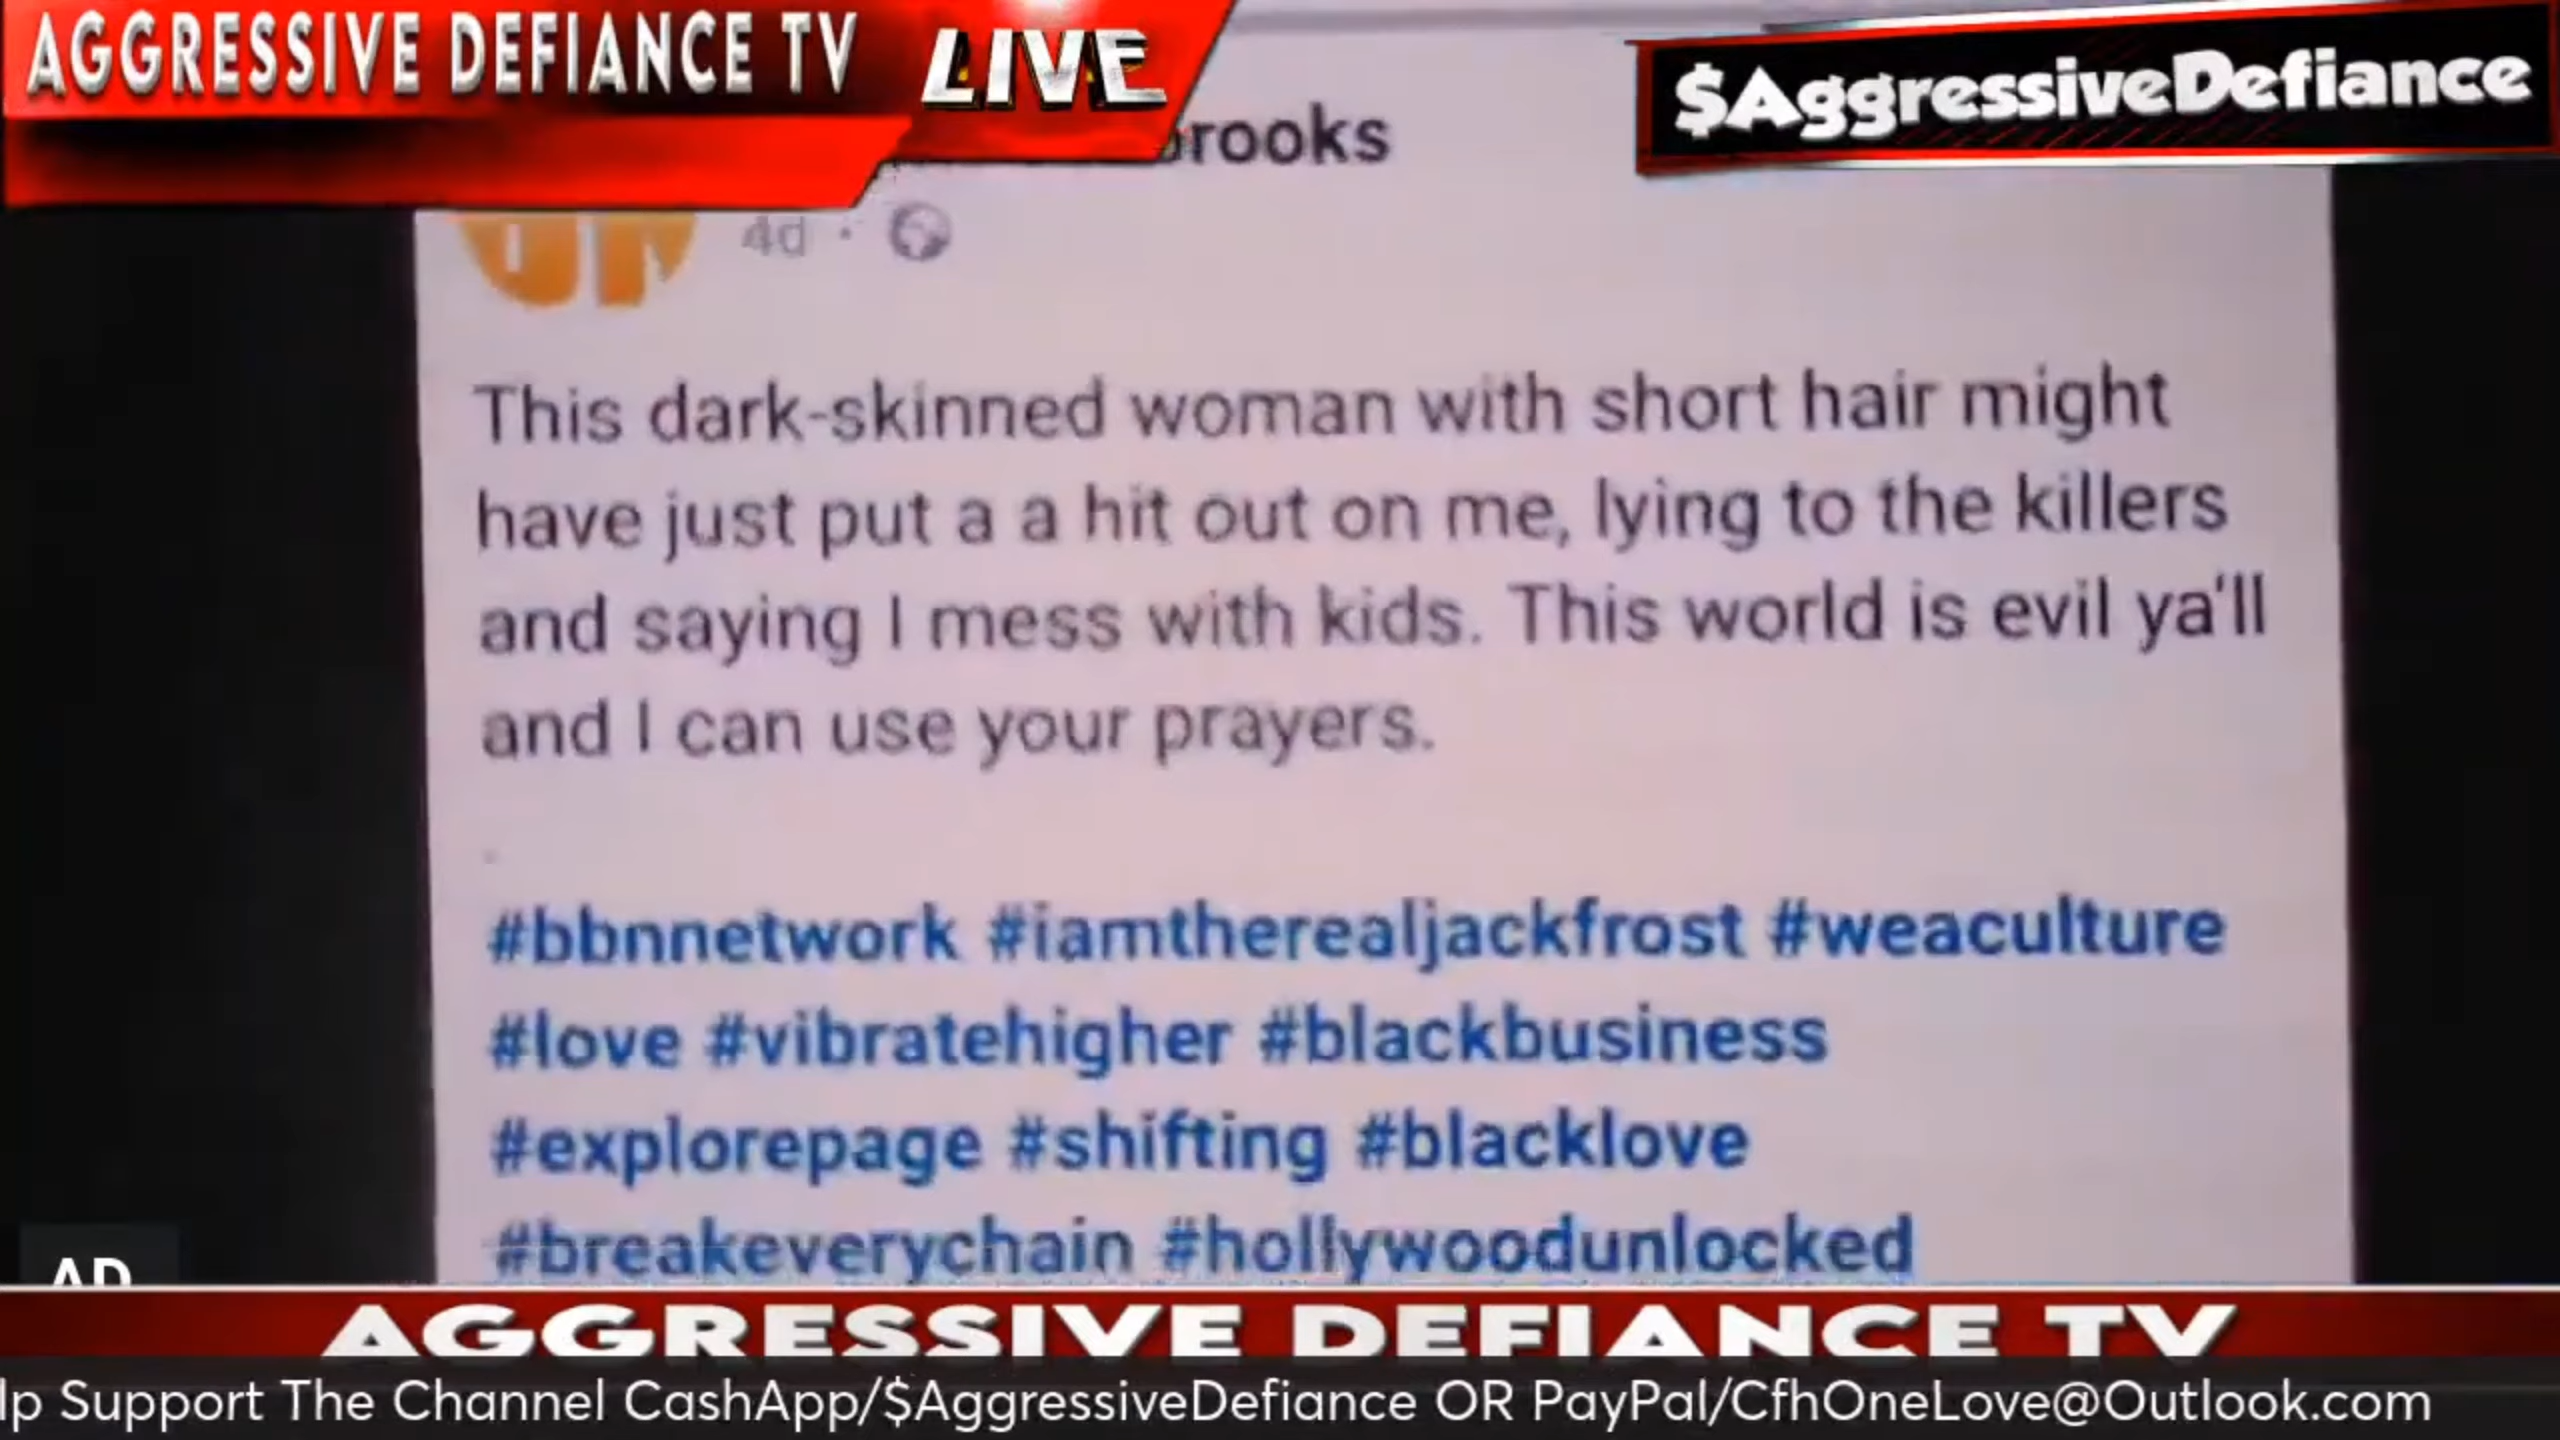 AGGRESSIVE DEFIANCE TV LIVE
$AggressiveDefiance
rooks
4d ·
This dark-skinned woman with short hair might
have just put a a hit out on me, lying to the killers
and saying I mess with kids. This world is evil ya'll
and I can use your prayers.
.
#bbnnetwork #iamtherealjackfrost #weaculture
#love #vibratehigher #blackbusiness
#explorepage #shifting #blacklove
#breakeverychain #hollywoodunlocked
AD
AGGRESSIVE DEFIANCE TV
lp Support The Channel CashApp/$AggressiveDefiance OR PayPal/CfhOneLove@Outlook.com